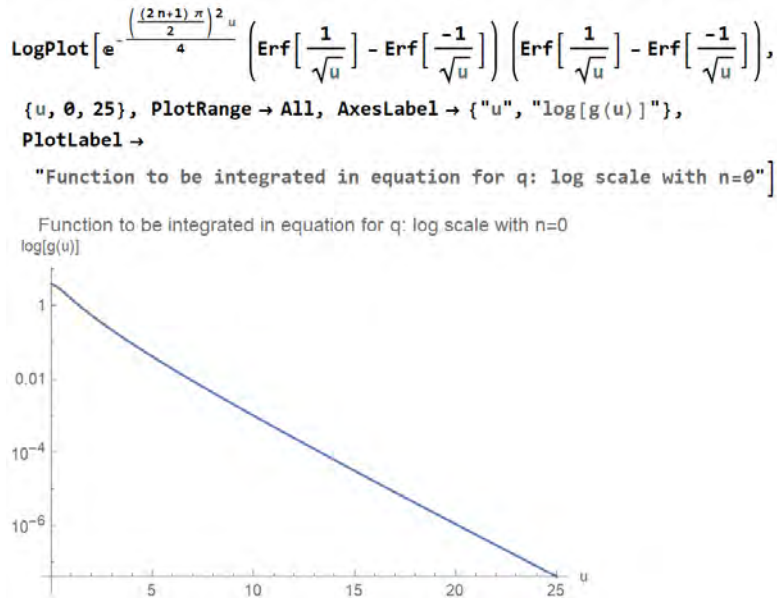 LogPlot[e^(-(((2 n+1) π)/2)^2 u/4) (Erf[1/√u] - Erf[-1/√u]) (Erf[1/√u] - Erf[-1/√u]),
{u, 0, 25}, PlotRange → All, AxesLabel → {"u", "log[g(u)]"},
PlotLabel →
"Function to be integrated in equation for q: log scale with n=0"]
Function to be integrated in equation for q: log scale with n=0
log[g(u)]
1
0.01
10^-4
10^-6
5 10 15 20 25 u